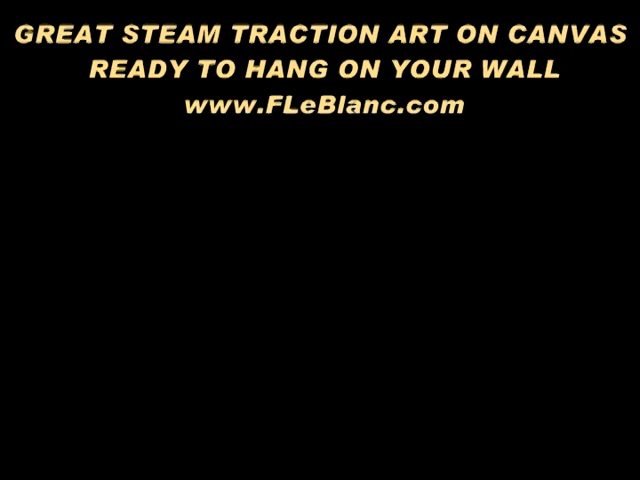 GREAT STEAM TRACTION ART ON CANVAS
READY TO HANG ON YOUR WALL
www.FLeBlanc.com